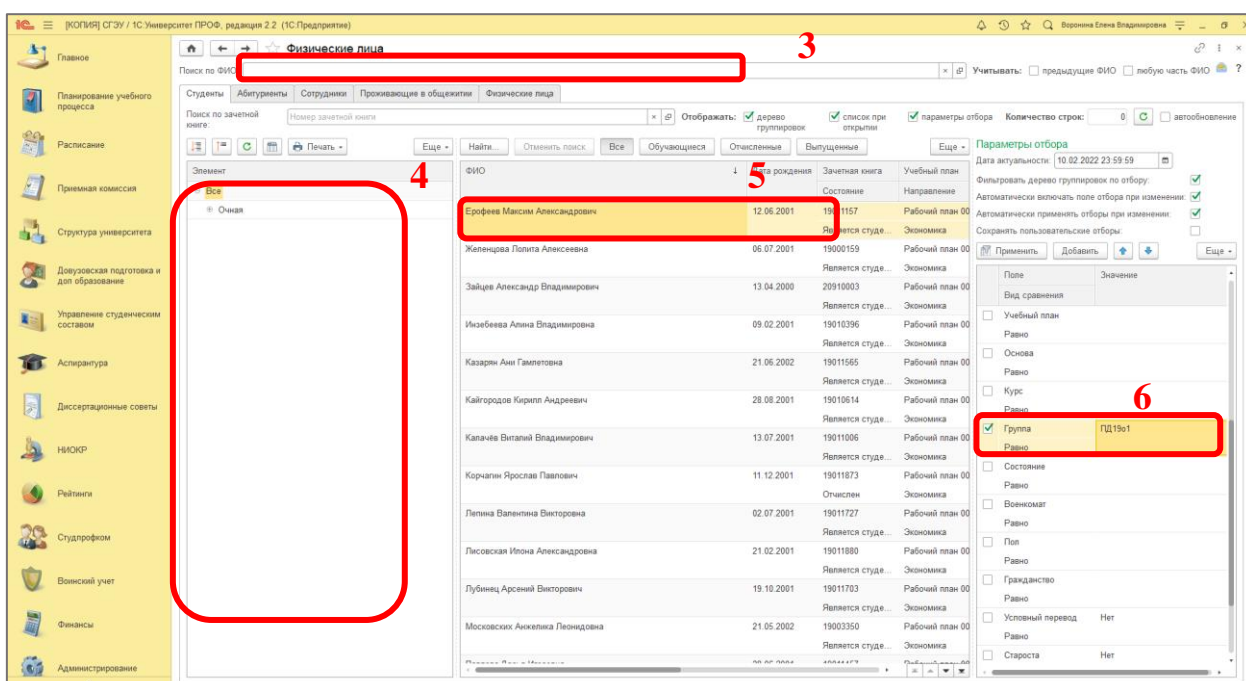 1С [КОПИЯ] СГЭУ / 1С:Университет ПРОФ, редакция 2.2 (1С:Предприятие) Воронина Елена Владимировна
Главное
Планирование учебного
процесса
Расписание
Приемная комиссия
Структура университета
Довузовская подготовка и
доп образование
Управление студенческим
составом
Аспирантура
Диссертационные советы
НИОКР
Рейтинги
Студпрофком
Воинский учет
Финансы
Администрирование
Физические лица
3
Поиск по ФИО
Учитывать: предыдущие ФИО любую часть ФИО ?
Студенты Абитуриенты Сотрудники Проживающие в общежитии Физические лица
Поиск по зачетной
книге:
Номер зачетной книги
Отображать: дерево
группировок
список при
открытии
параметры отбора
Количество строк: 0 автообновление
Печать Еще
Элемент
4
Все
Очная
Найти... Отменить поиск Все Обучающиеся Отчисленные Выпущенные Еще
ФИО Дата рождения Зачетная книга Учебный план
Состояние Направление
5
Ерофеев Максим Александрович 12.06.2001 Рабочий план 00
Экономика
Желенцова Лолита Алексеевна 06.07.2001 19000159 Рабочий план 00
Является студе... Экономика
Зайцев Александр Владимирович 13.04.2000 20910003 Рабочий план 00
Является студе... Экономика
Инзебеева Алина Владимировна 09.02.2001 19010396 Рабочий план 00
Является студе... Экономика
Казарян Ани Гамлетовна 21.06.2002 19011565 Рабочий план 00
Является студе... Экономика
Кайгородов Кирилл Андреевич 28.08.2001 19010614 Рабочий план 00
Является студе... Экономика
Калачёв Виталий Владимирович 13.07.2001 19011006 Рабочий план 00
Является студе... Экономика
Корчагин Ярослав Павлович 11.12.2001 19011873 Рабочий план 00
Отчислен Экономика
Лепина Валентина Викторовна 02.07.2001 19011727 Рабочий план 00
Является студе... Экономика
Лисовская Илона Александровна 21.02.2001 19011880 Рабочий план 00
Является студе... Экономика
Лубинец Арсений Викторович 19.10.2001 19011703 Рабочий план 00
Является студе... Экономика
Московских Анжелика Леонидовна 21.05.2002 19003350 Рабочий план 00
Является студе... Экономика
Параметры отбора
Дата актуальности: 10.02.2022 23:59:59
Фильтровать дерево группировок по отбору:
Автоматически включать поле отбора при изменении:
Автоматически применять отборы при изменении:
Сохранять пользовательские отборы:
Применить Добавить Еще
Поле Значение
Вид сравнения
Учебный план
Равно
Основа
Равно
Курс
Равно
6
Группа ПД19о1
Равно
Состояние
Равно
Военкомат
Равно
Пол
Равно
Гражданство
Равно
Условный перевод Нет
Равно
Староста Нет